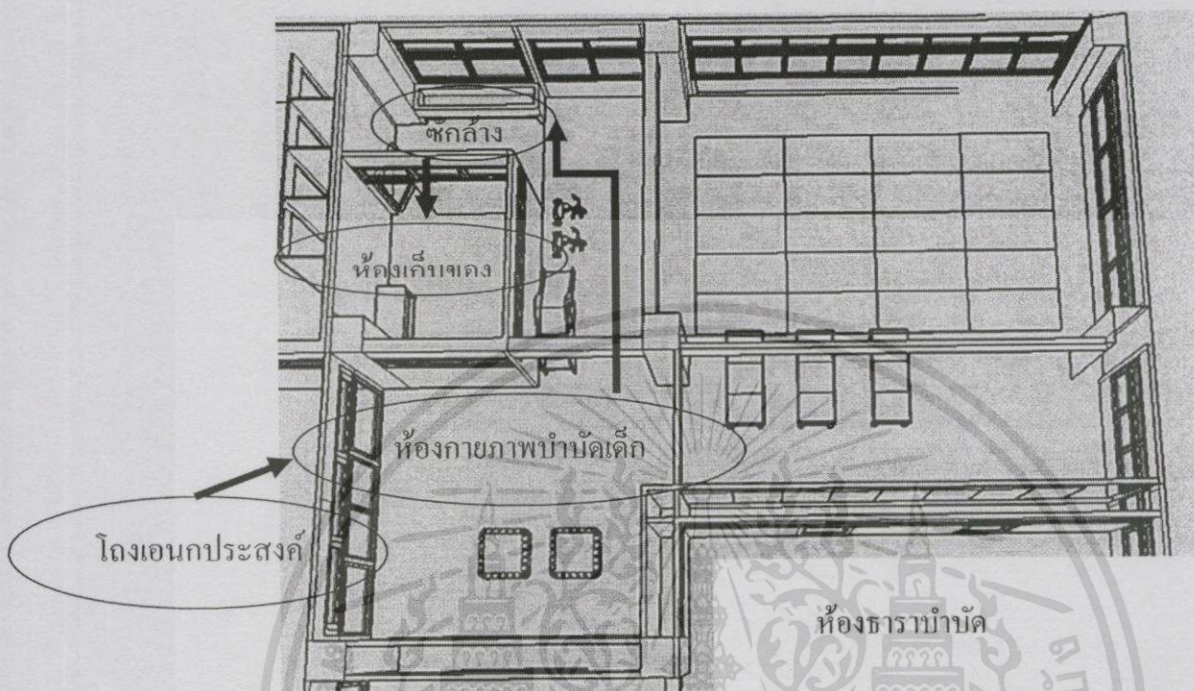 ซักล้าง
ห้องเก็บของ
ห้องกายภาพบำบัดเด็ก
โถงเอนกประสงค์
ห้องธาราบำบัด